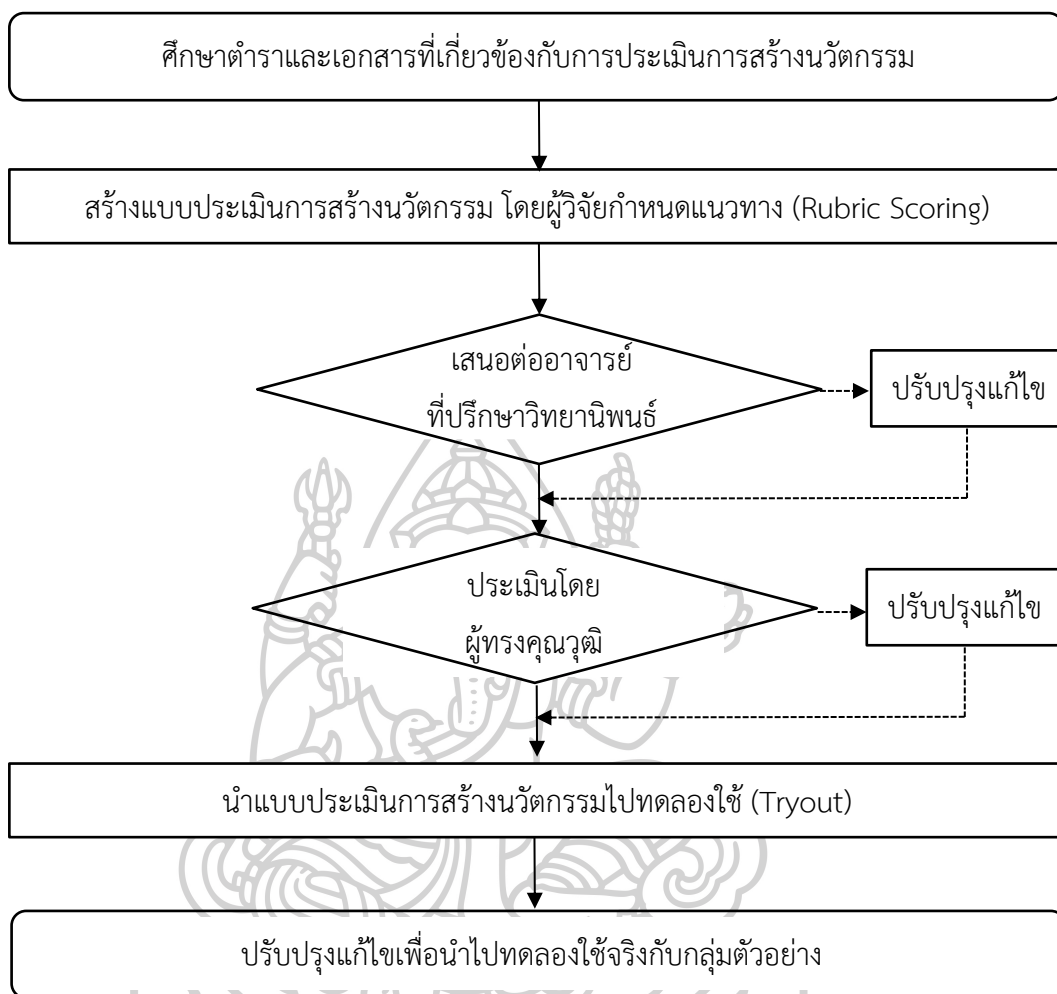 ศึกษาตำราและเอกสารที่เกี่ยวข้องกับการประเมินการสร้างนวัตกรรม
สร้างแบบประเมินการสร้างนวัตกรรม โดยผู้วิจัยกำหนดแนวทาง (Rubric Scoring)
เสนอต่ออาจารย์
ที่ปรึกษาวิทยานิพนธ์
ปรับปรุงแก้ไข
ประเมินโดย
ผู้ทรงคุณวุฒิ
ปรับปรุงแก้ไข
นำแบบประเมินการสร้างนวัตกรรมไปทดลองใช้ (Tryout)
ปรับปรุงแก้ไขเพื่อนำไปทดลองใช้จริงกับกลุ่มตัวอย่าง